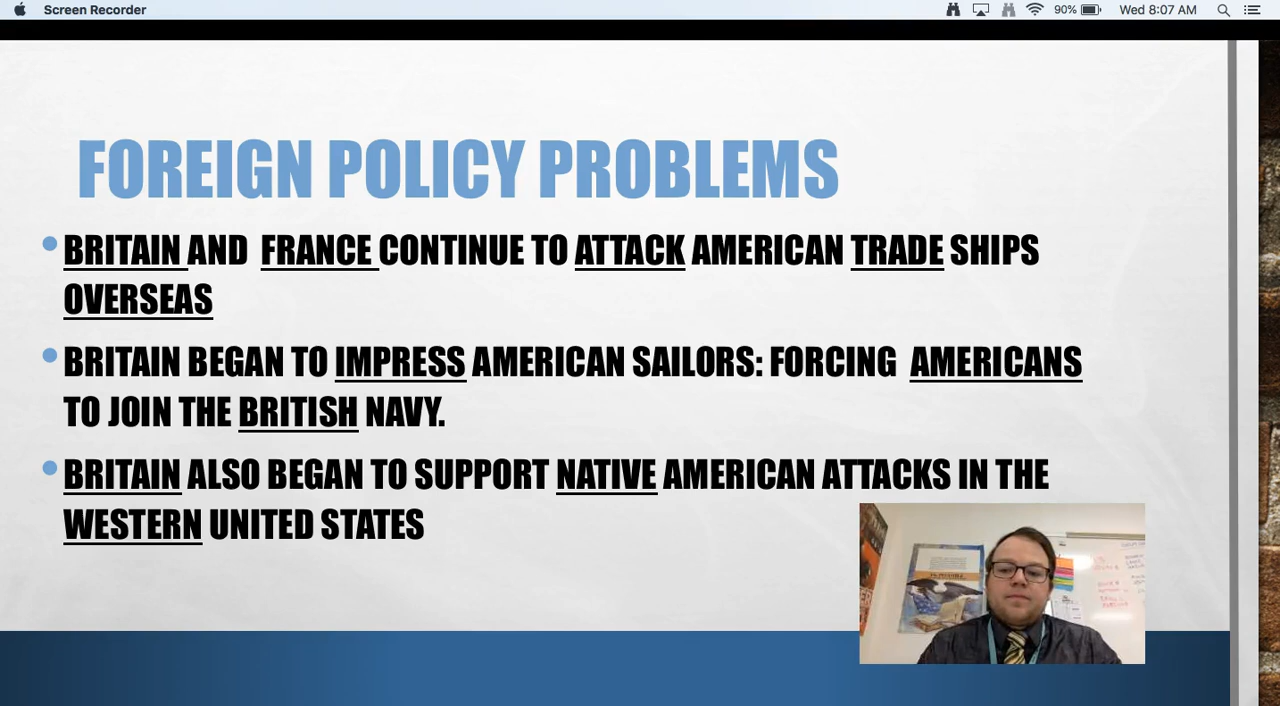 Screen Recorder
90%
Wed 8:07 AM
FOREIGN POLICY PROBLEMS
BRITAIN AND FRANCE CONTINUE TO ATTACK AMERICAN TRADE SHIPS
OVERSEAS
BRITAIN BEGAN TO IMPRESS AMERICAN SAILORS: FORCING AMERICANS
TO JOIN THE BRITISH NAVY.
BRITAIN ALSO BEGAN TO SUPPORT NATIVE AMERICAN ATTACKS IN THE
WESTERN UNITED STATES